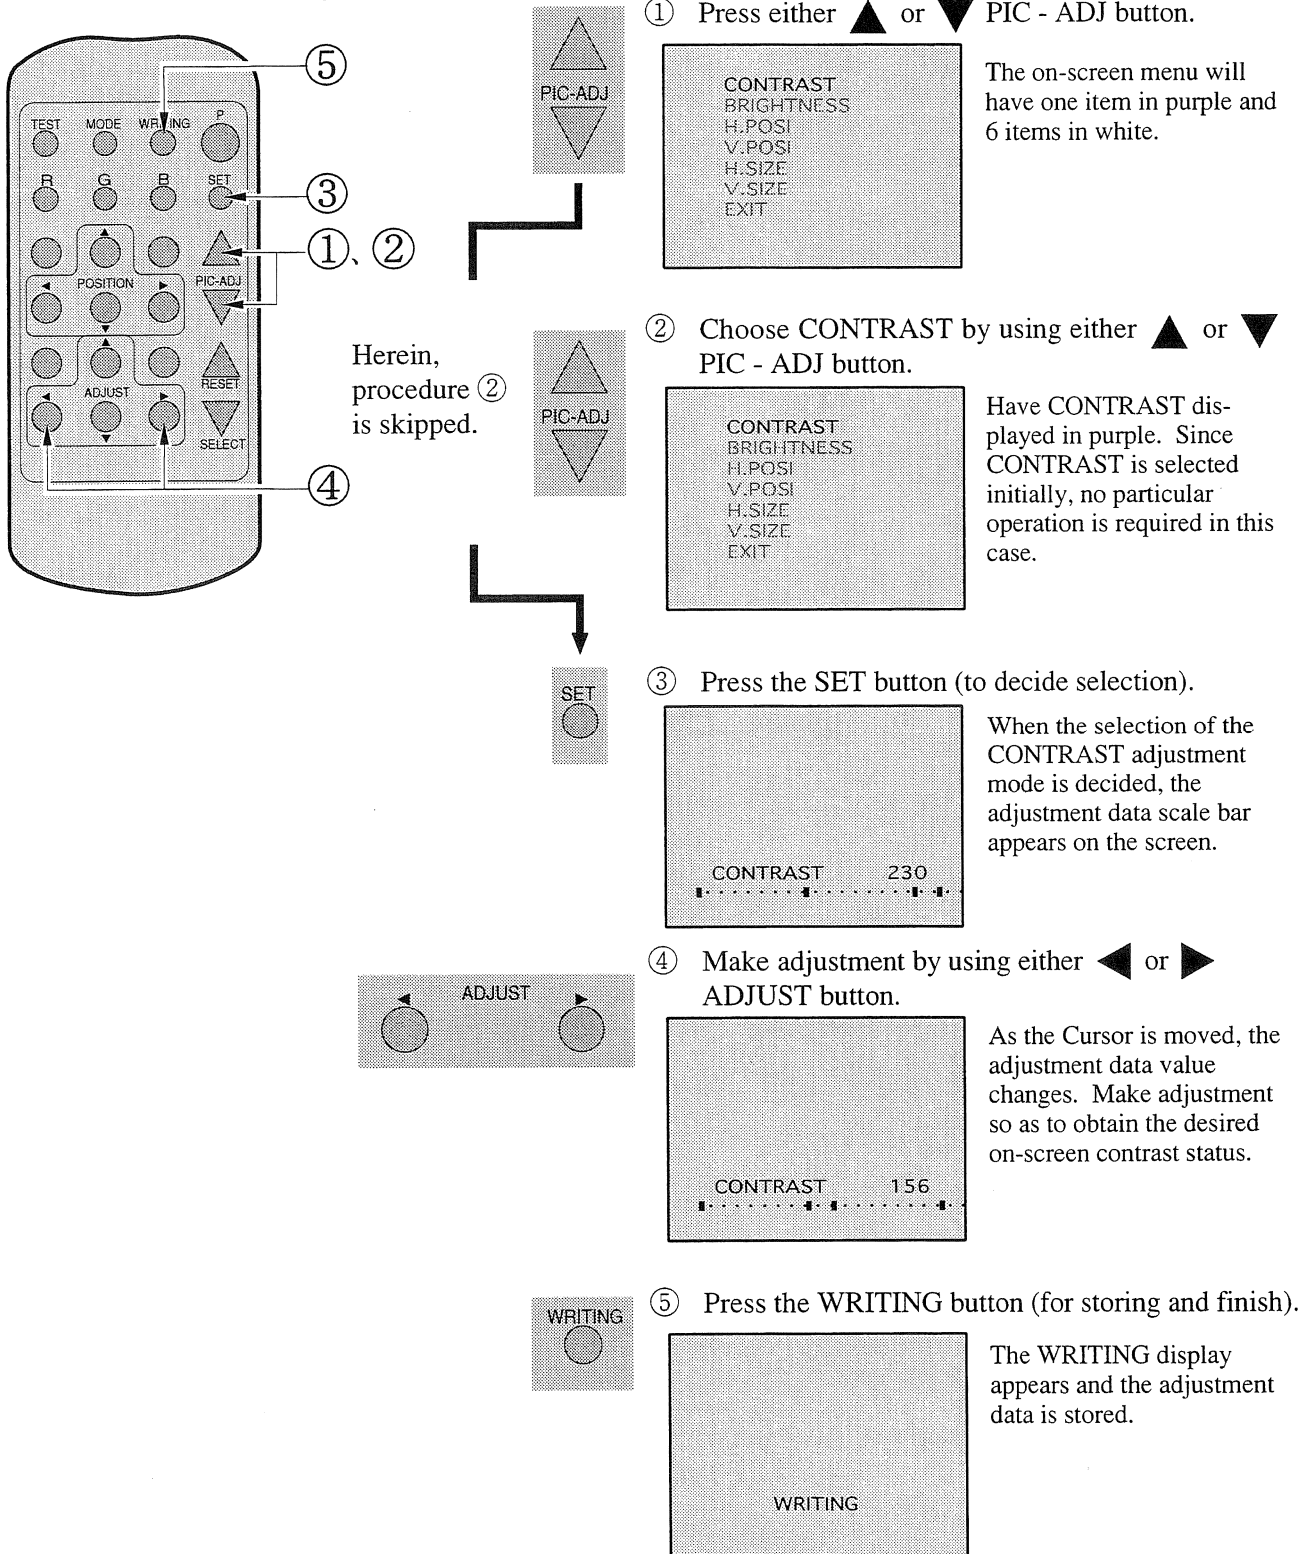 ① Press either ▲ or ▼ PIC - ADJ button.
PIC-ADJ
CONTRAST
BRIGHTNESS
H.POSI
V.POSI
H.SIZE
V.SIZE
EXIT
The on-screen menu will
have one item in purple and
6 items in white.
⑤
TEST MODE WRITING P
R G B SET
③
①、②
POSITION
PIC-ADJ
RESET
ADJUST
SELECT
④
Herein,
procedure ②
is skipped.
② Choose CONTRAST by using either ▲ or ▼
PIC - ADJ button.
PIC-ADJ
CONTRAST
BRIGHTNESS
H.POSI
V.POSI
H.SIZE
V.SIZE
EXIT
Have CONTRAST dis-
played in purple. Since
CONTRAST is selected
initially, no particular
operation is required in this
case.
③ Press the SET button (to decide selection).
SET
CONTRAST 230
When the selection of the
CONTRAST adjustment
mode is decided, the
adjustment data scale bar
appears on the screen.
④ Make adjustment by using either ◀ or ▶
ADJUST button.
ADJUST
CONTRAST 156
As the Cursor is moved, the
adjustment data value
changes. Make adjustment
so as to obtain the desired
on-screen contrast status.
⑤ Press the WRITING button (for storing and finish).
WRITING
WRITING
The WRITING display
appears and the adjustment
data is stored.